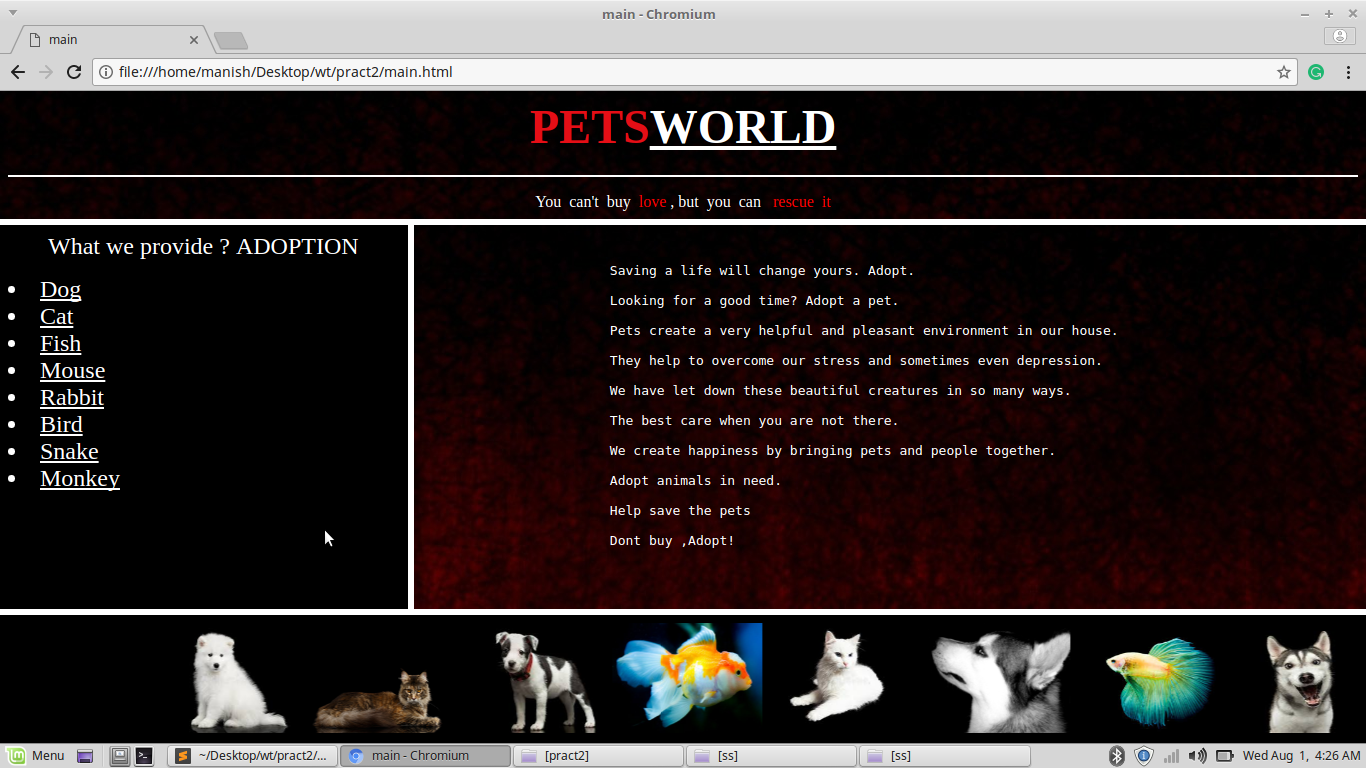 main - Chromium
main
file:///home/manish/Desktop/wt/pract2/main.html
PETSWORLD
You can't buy love , but you can rescue it
What we provide ? ADOPTION
Dog
Cat
Fish
Mouse
Rabbit
Bird
Snake
Monkey
Saving a life will change yours. Adopt.
Looking for a good time? Adopt a pet.
Pets create a very helpful and pleasant environment in our house.
They help to overcome our stress and sometimes even depression.
We have let down these beautiful creatures in so many ways.
The best care when you are not there.
We create happiness by bringing pets and people together.
Adopt animals in need.
Help save the pets
Dont buy ,Adopt!
Menu ~/Desktop/wt/pract2/... main - Chromium [pract2] [ss] [ss] Wed Aug 1, 4:26 AM